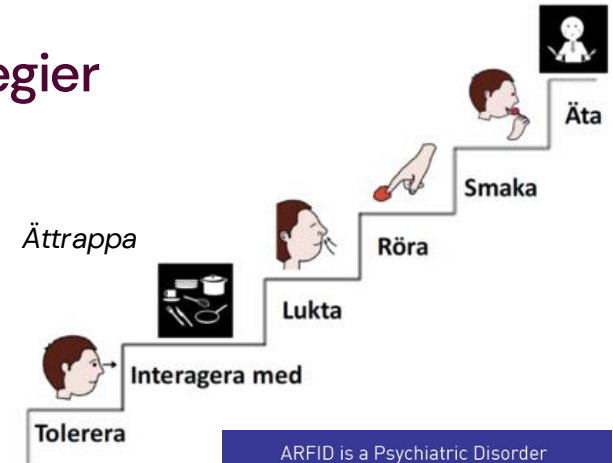 egier
Äta
Smaka
Ättrappa
Röra
Lukta
Interagera med
Tolerera
ARFID is a Psychiatric Disorder